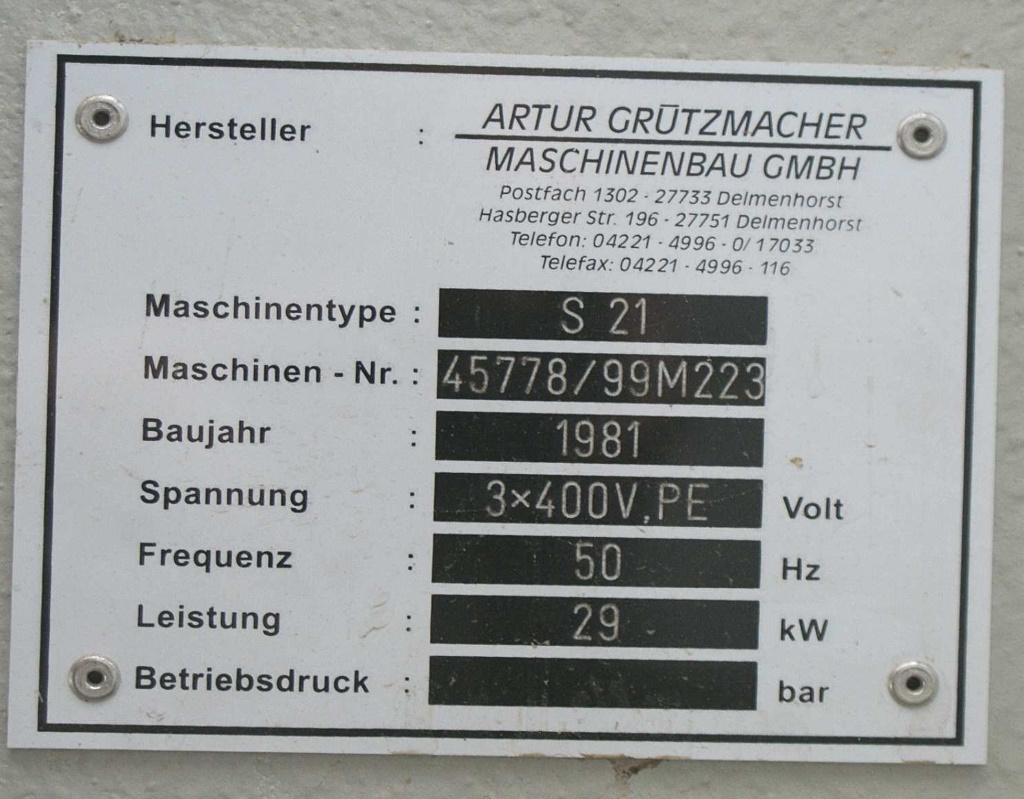 Hersteller : ARTUR GRÜTZMACHER
MASCHINENBAU GMBH
Postfach 1302 · 27733 Delmenhorst
Hasberger Str. 196 · 27751 Delmenhorst
Telefon: 04221 · 4996 · 0/17033
Telefax: 04221 · 4996 · 116
Maschinentype : S 21
Maschinen - Nr. : 45778/99M223
Baujahr : 1981
Spannung : 3×400V,PE Volt
Frequenz : 50 Hz
Leistung : 29 kW
Betriebsdruck : bar